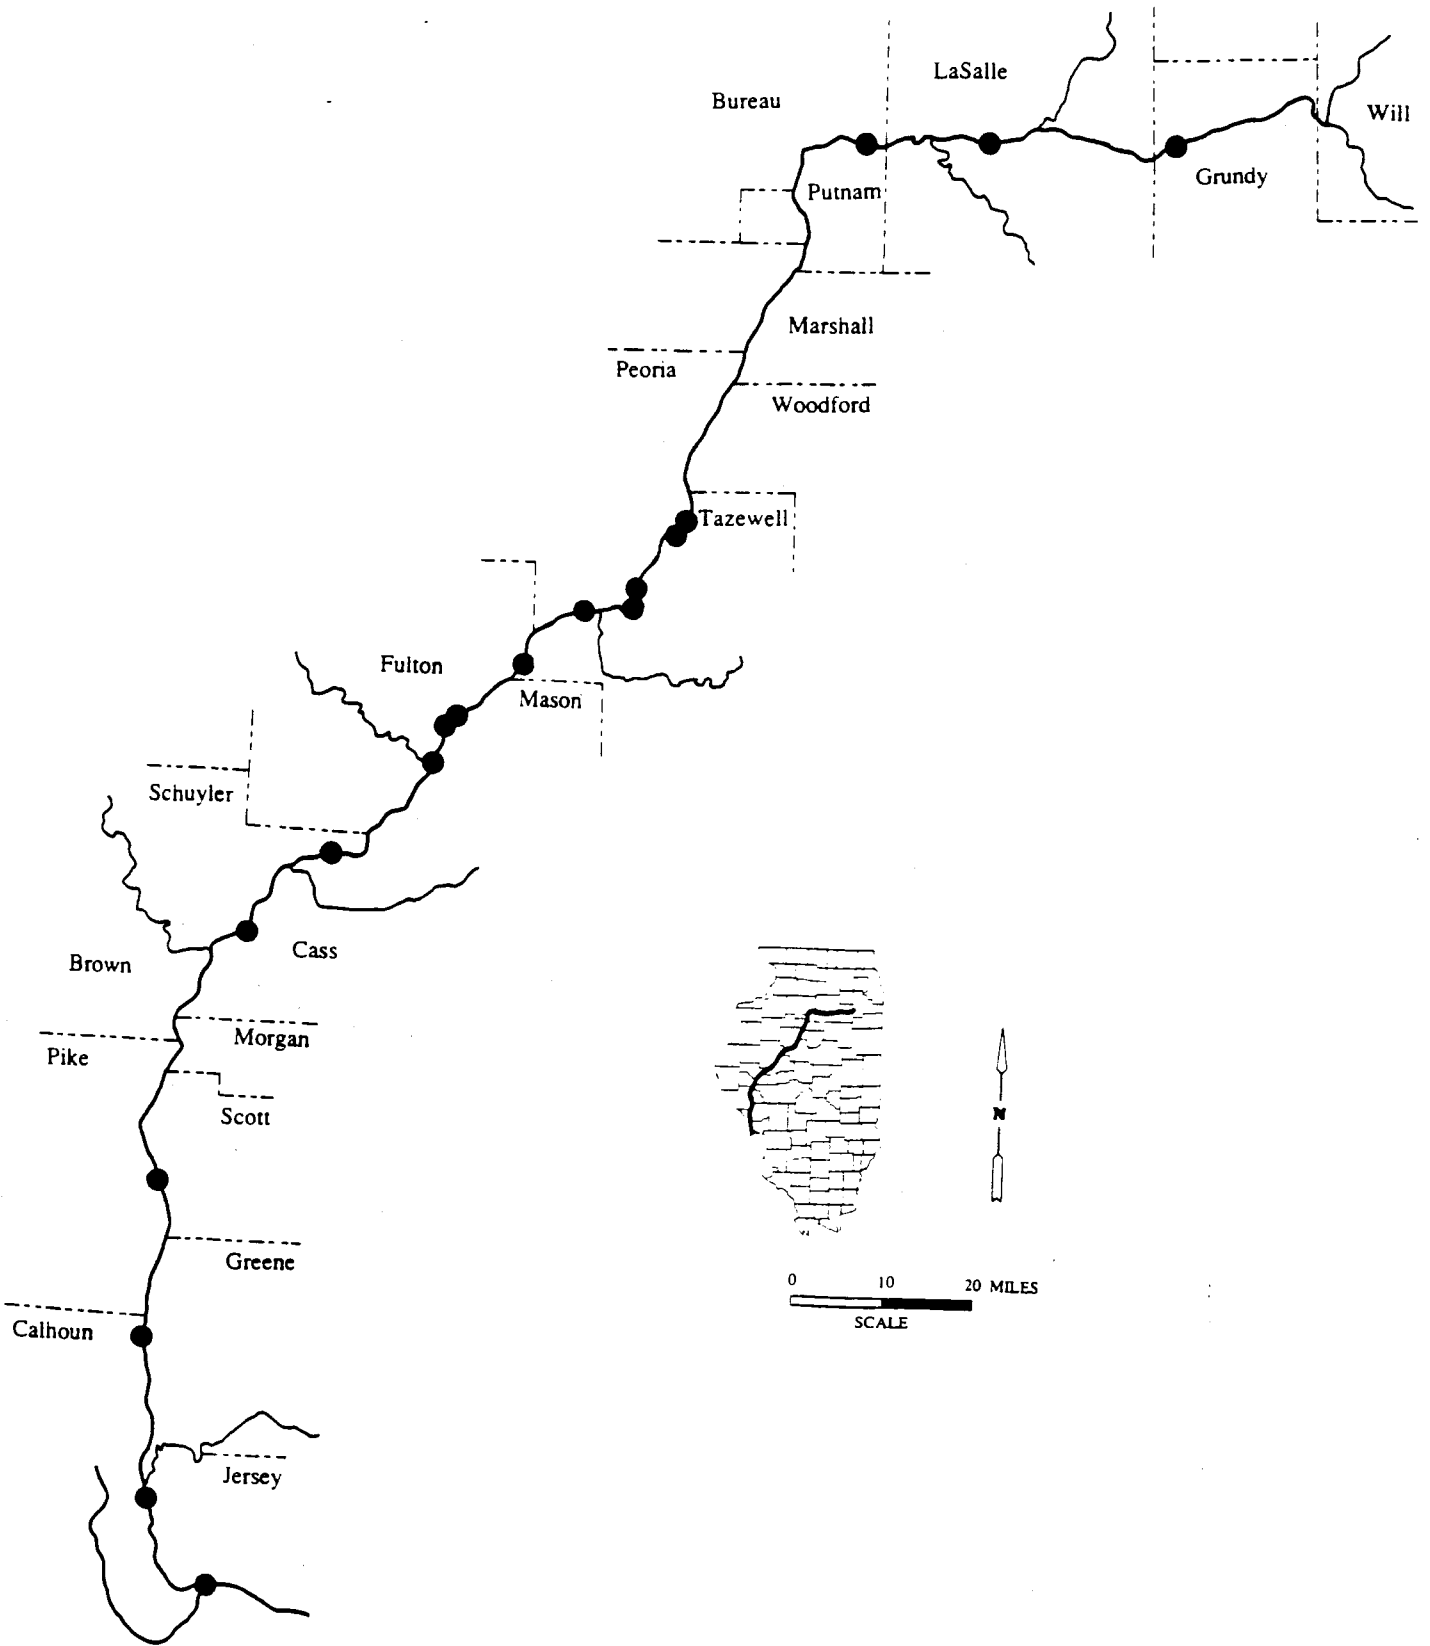 LaSalle
Bureau
Will
Grundy
Putnam
Marshall
Peoria
Woodford
Tazewell
Fulton
Mason
Schuyler
Cass
Brown
Morgan
Pike
Scott
Greene
Calhoun
Jersey
N
0 10 20 MILES
SCALE